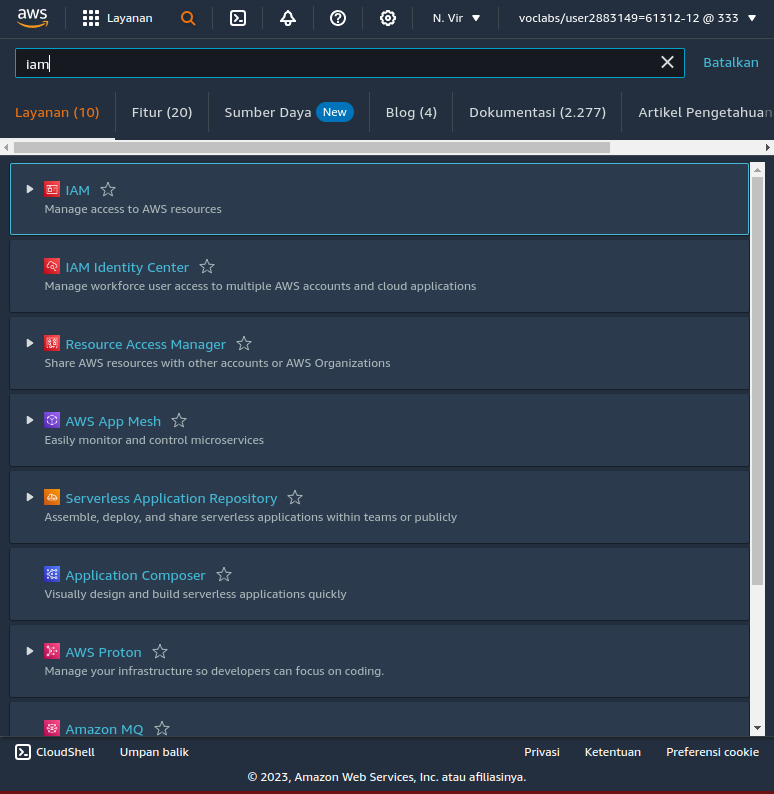 aws Layanan N. Vir voclabs/user2883149=61312-12 @ 333
iam Batalkan
Layanan (10) Fitur (20) Sumber Daya New Blog (4) Dokumentasi (2.277) Artikel Pengetahuan
IAM
Manage access to AWS resources
IAM Identity Center
Manage workforce user access to multiple AWS accounts and cloud applications
Resource Access Manager
Share AWS resources with other accounts or AWS Organizations
AWS App Mesh
Easily monitor and control microservices
Serverless Application Repository
Assemble, deploy, and share serverless applications within teams or publicly
Application Composer
Visually design and build serverless applications quickly
AWS Proton
Manage your infrastructure so developers can focus on coding.
Amazon MQ
CloudShell Umpan balik Privasi Ketentuan Preferensi cookie
© 2023, Amazon Web Services, Inc. atau afiliasinya.